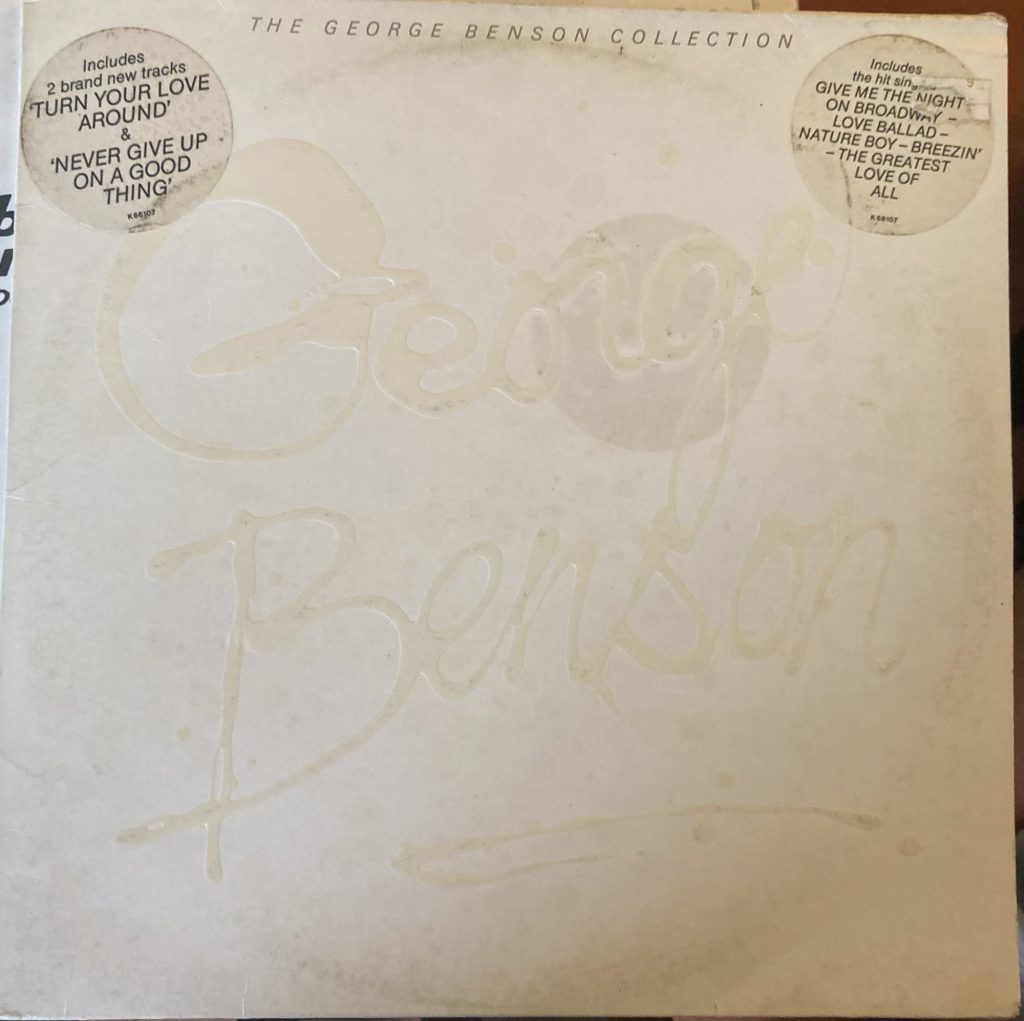 THE GEORGE BENSON COLLECTION
Includes
2 brand new tracks
'TURN YOUR LOVE
AROUND'
&
'NEVER GIVE UP
ON A GOOD
THING'
K66107
Includes
the hit
GIVE ME THE NIGHT
ON BROADWAY –
LOVE BALLAD –
NATURE BOY – BREEZIN'
– THE GREATEST
LOVE OF
ALL
K66107
George
Benson